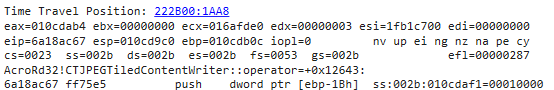 Time Travel Position: 222B00:1AA8
eax=010cdab4 ebx=00000000 ecx=016afde0 edx=00000003 esi=1fb1c700 edi=00000000
eip=6a18ac67 esp=010cd9c0 ebp=010cdb0c iopl=0 nv up ei ng nz na pe cy
cs=0023 ss=002b ds=002b es=002b fs=0053 gs=002b efl=00000287
AcroRd32!CTJPEGTiledContentWriter::operator=+0x12643:
6a18ac67 ff75e5 push dword ptr [ebp-1Bh] ss:002b:010cdaf1=00010000